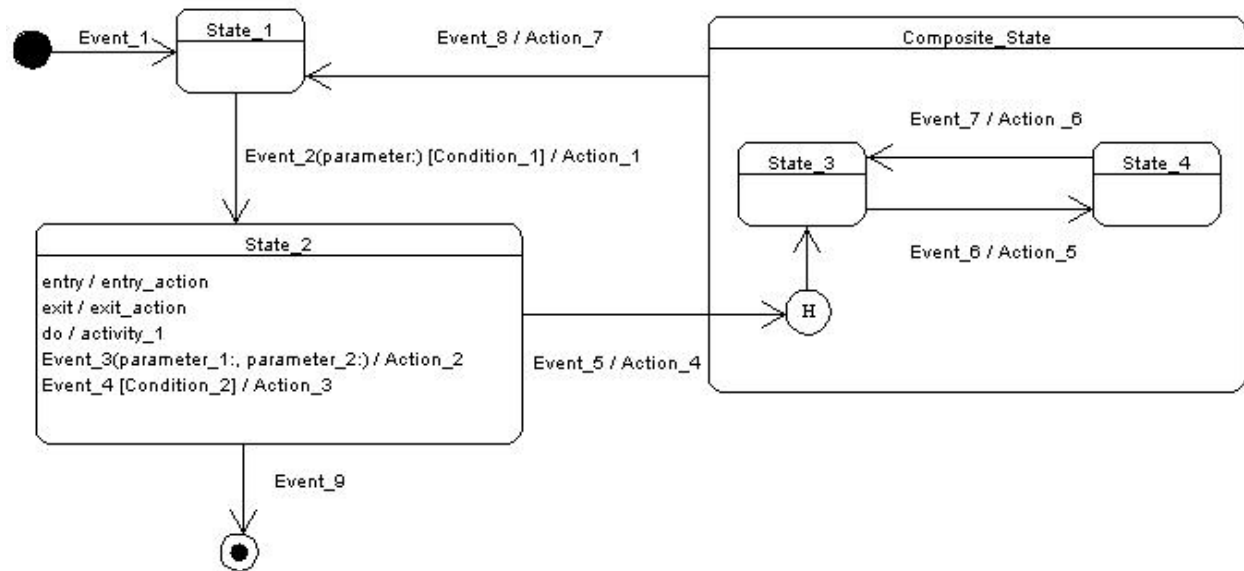 Event_1
State_1
Event_8 / Action_7
Composite_State
Event_7 / Action _6
Event_2(parameter:) [Condition_1] / Action_1
State_3
State_4
State_2
Event_6 / Action_5
entry / entry_action
exit / exit_action
do / activity_1
H
Event_3(parameter_1:, parameter_2:) / Action_2
Event_5 / Action_4
Event_4 [Condition_2] / Action_3
Event_9